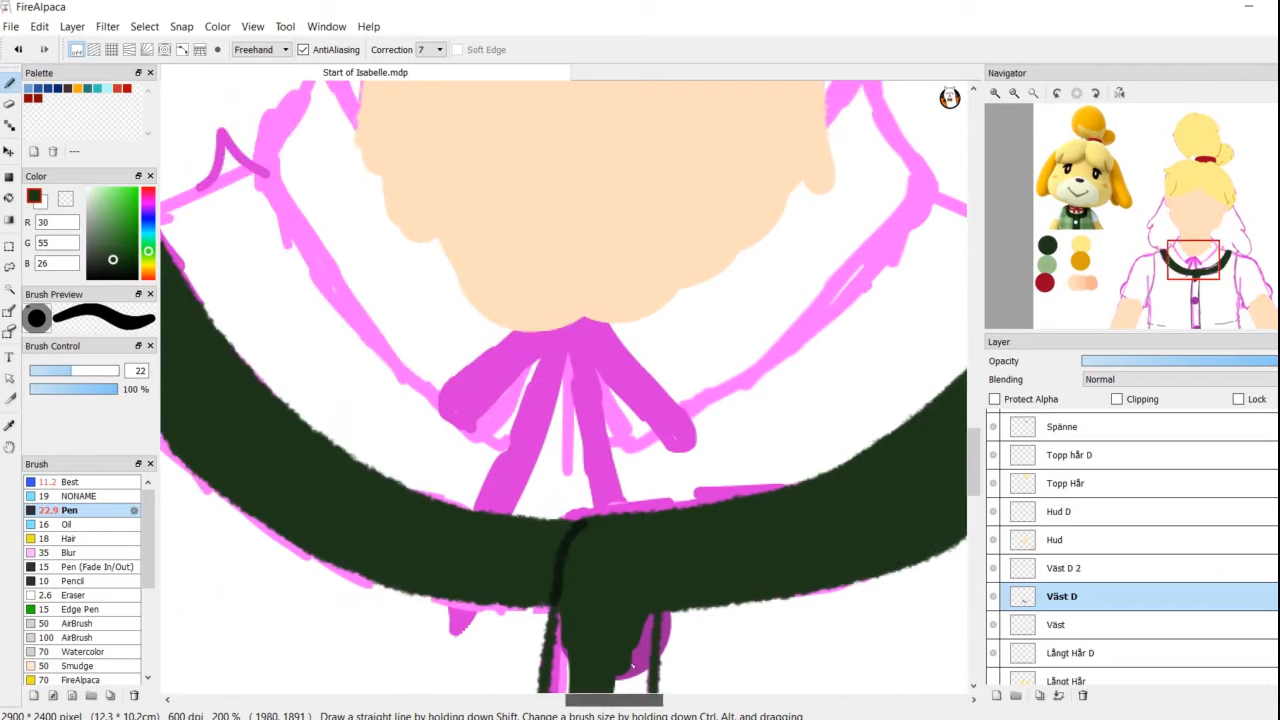 FireAlpaca
File Edit Layer Filter Select Snap Color View Tool Window Help
off Freehand AntiAliasing Correction 7 Soft Edge
Palette
Start of Isabelle.mdp
Navigator
---
Color
R 30
G 55
B 26
Brush Preview
Brush Control
22
100 %
Brush
11.2 Best
19 NONAME
22.9 Pen
16 Oil
18 Hair
35 Blur
15 Pen (Fade In/Out)
10 Pencil
2.6 Eraser
15 Edge Pen
50 AirBrush
100 AirBrush
70 Watercolor
50 Smudge
70 FireAlpaca
Layer
Opacity
Blending Normal
Protect Alpha Clipping Lock
Spänne
Topp hår D
Topp Hår
Hud D
Hud
Väst D 2
Väst D
Väst
Långt Hår D
Långt Hår
2900 * 2400 pixel (12.3 * 10.2cm) 600 dpi 200 % ( 1980, 1891 ) Draw a straight line by holding down Shift, Change a brush size by holding down Ctrl, Alt, and dragging